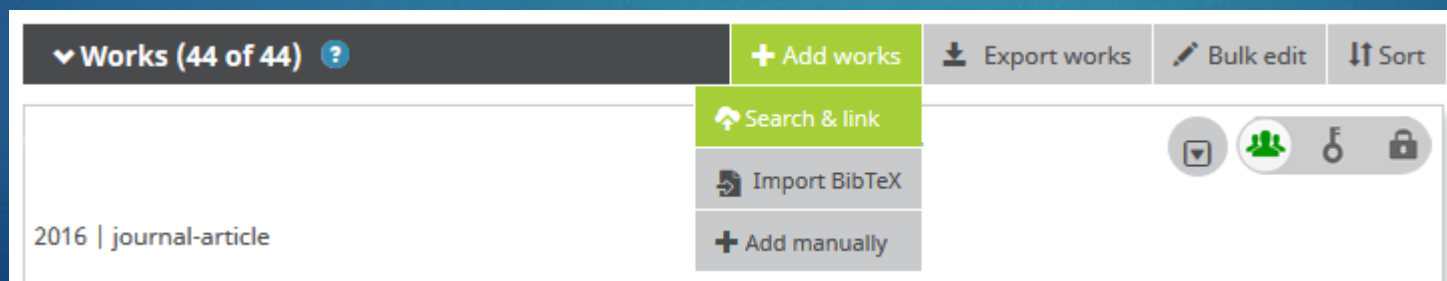 Works (44 of 44) ? Add works Export works Bulk edit Sort
Search & link
Import BibTeX
2016 | journal-article
Add manually